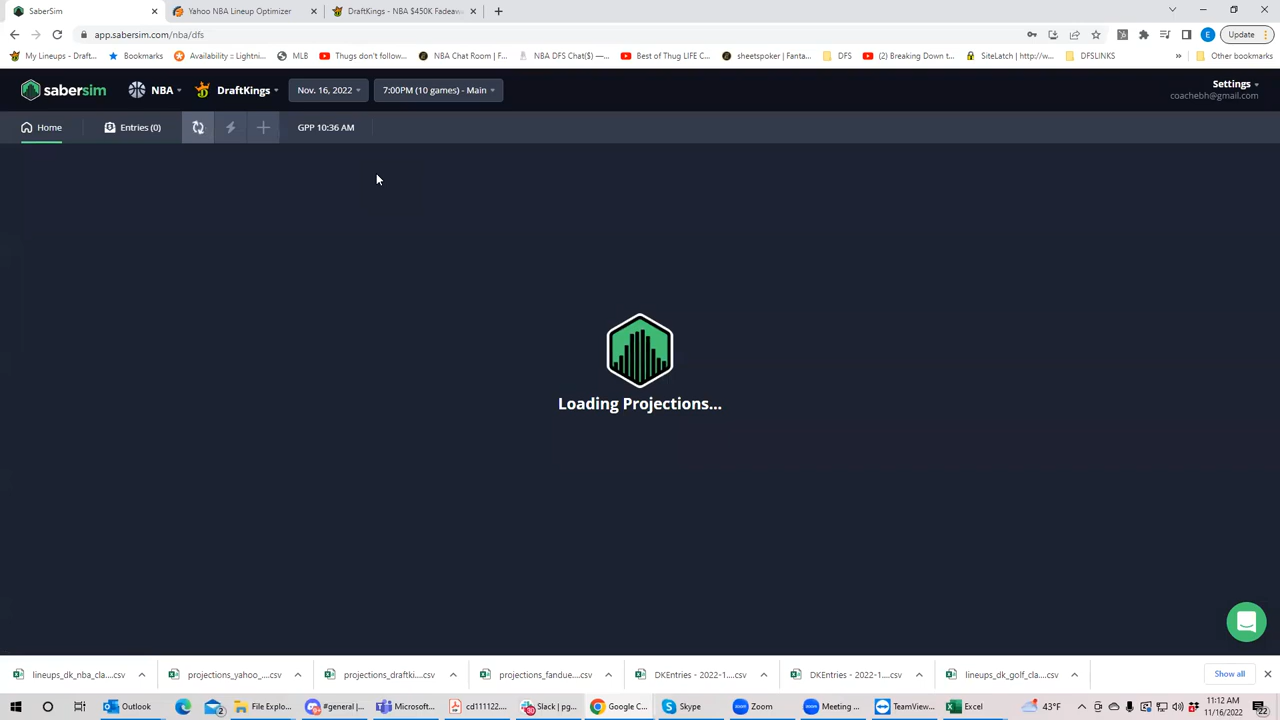 SaberSim
Yahoo NBA Lineup Optimizer
DraftKings - NBA $450K Fadeaw
app.sabersim.com/nba/dfs
Update
My Lineups - Draft...
Bookmarks
Availability :: Lightni...
MLB
Thugs don't follow...
NBA Chat Room | F...
NBA DFS Chat($) -...
Best of Thug LIFE C...
sheetspoker | Fanta...
DFS
(2) Breaking Down t...
SiteLatch | http://w...
DFSLINKS
»
Other bookmarks
sabersim
NBA
DraftKings
Nov. 16, 2022
7:00PM (10 games) - Main
Settings
coachebh@gmail.com
Home
Entries (0)
GPP 10:36 AM
Loading Projections...
lineups_dk_nba_cla....csv
projections_yahoo_....csv
projections_draftki....csv
projections_fandue....csv
DKEntries - 2022-1....csv
DKEntries - 2022-1....csv
lineups_dk_golf_cla....csv
Show all
Outlook
2
File Explo...
#general |...
Microsoft...
cd111122...
Slack | pg...
Google C...
Skype
Zoom
Meeting ...
TeamView...
Excel
43°F
11:12 AM
11/16/2022
22